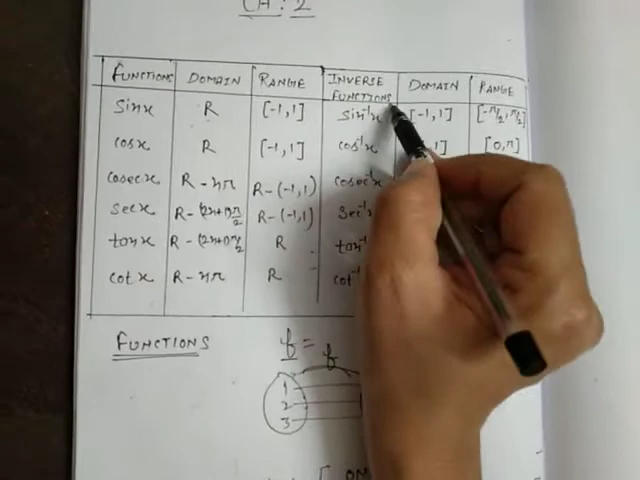 CH: 2
FUNCTIONS DOMAIN RANGE INVERSE FUNCTIONS DOMAIN RANGE
sinx R [-1,1] sin⁻¹x [-1,1] [-π/2, π/2]
cosx R [-1,1] cos⁻¹x 1] [0,π]
cosecx R - nπ R-(-1,1) cosec⁻¹x
secx R-(2n+1)π/2 R-(-1,1) sec⁻¹
tanx R-(2n+1)π/2 R tan⁻¹
cotx R-nπ R cot⁻¹
FUNCTIONS f =
f
1
2
3